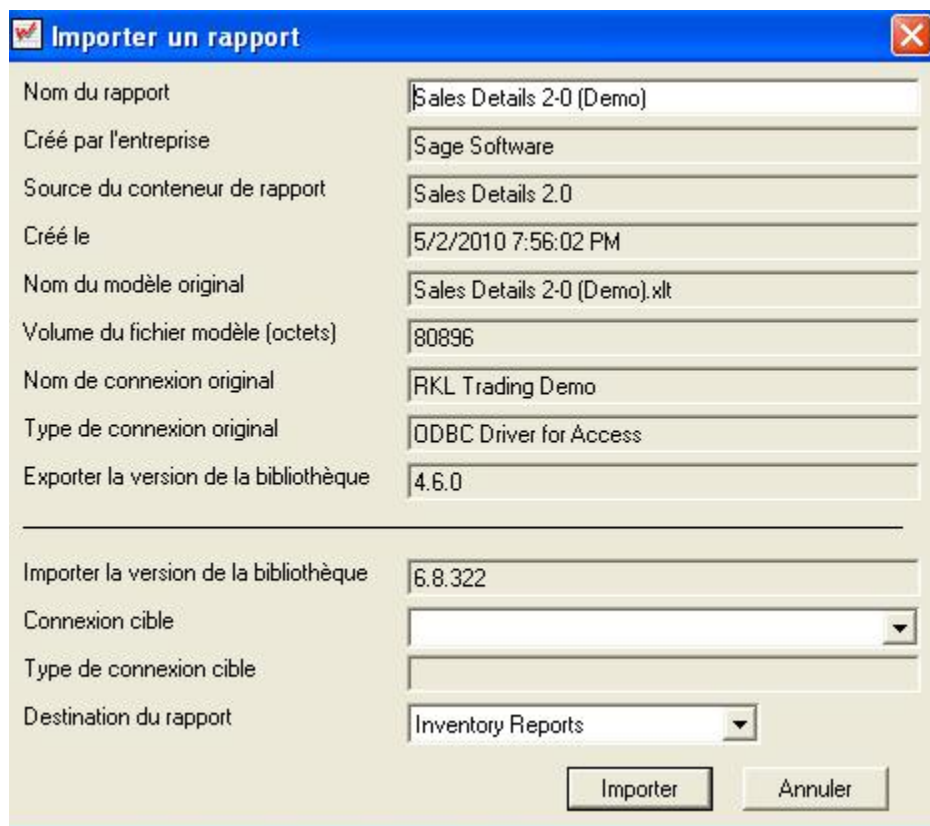 Importer un rapport
Nom du rapport Sales Details 2-0 (Demo)
Créé par l'entreprise Sage Software
Source du conteneur de rapport Sales Details 2.0
Créé le 5/2/2010 7:56:02 PM
Nom du modèle original Sales Details 2-0 (Demo).xlt
Volume du fichier modèle (octets) 80896
Nom de connexion original RKL Trading Demo
Type de connexion original ODBC Driver for Access
Exporter la version de la bibliothèque 4.6.0
Importer la version de la bibliothèque 6.8.322
Connexion cible
Type de connexion cible
Destination du rapport Inventory Reports
Importer Annuler